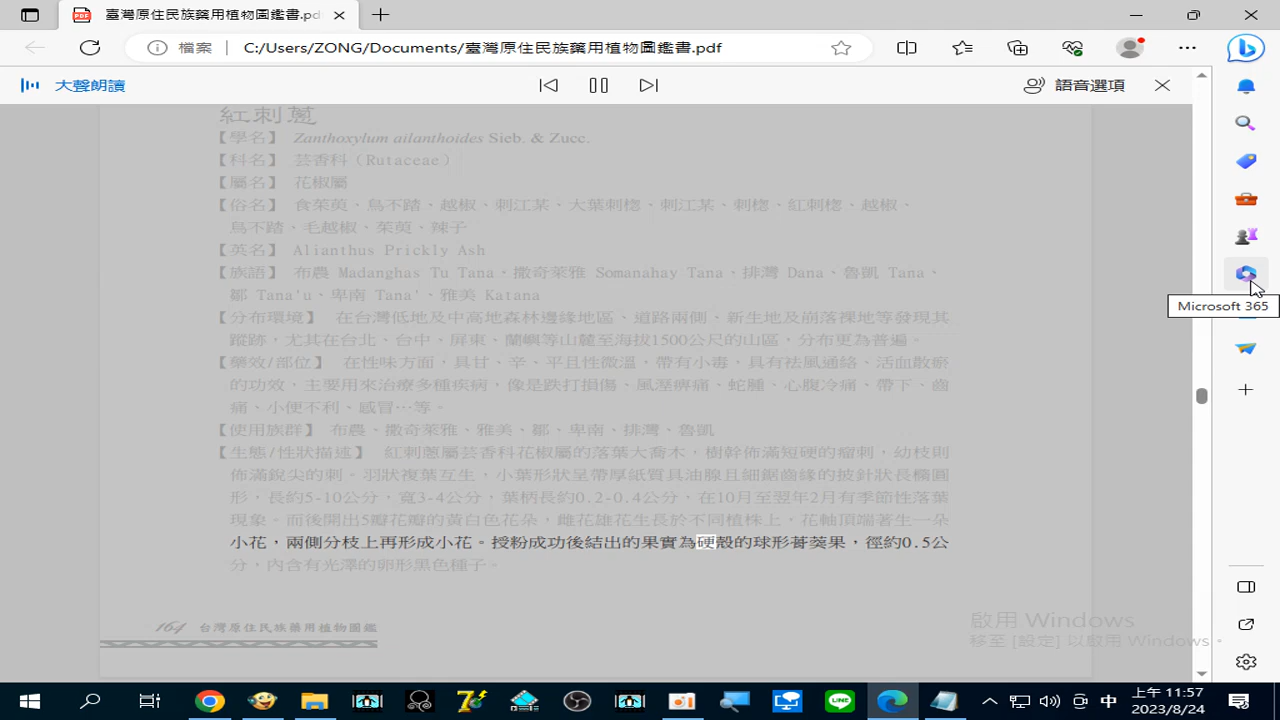 臺灣原住民族藥用植物圖鑑書.pd
檔案
C:/Users/ZONG/Documents/臺灣原住民族藥用植物圖鑑書.pdf
大聲朗讀
語音選項
紅刺蔥
【學名】 Zanthoxylum ailanthoides Sieb. & Zucc.
【科名】 芸香科（Rutaceae）
【屬名】 花椒屬
【俗名】 食茱萸、鳥不踏、越椒、刺江某、大葉刺楤、刺江某、刺楤、紅刺楤、越椒、
鳥不踏、毛越椒、茱萸、辣子
【英名】 Alianthus Prickly Ash
【族語】 布農 Madanghas Tu Tana、撒奇萊雅 Somanahay Tana、排灣 Dana、魯凱 Tana、
鄒 Tana'u、卑南 Tana'、雅美 Katana
【分布環境】 在台灣低地及中高地森林邊緣地區、道路兩側、新生地及崩落裸地等發現其
蹤跡，尤其在台北、台中、屏東、蘭嶼等山麓至海拔1500公尺的山區，分布更為普遍。
【藥效/部位】 在性味方面，具甘、辛、平且性微溫，帶有小毒，具有祛風通絡、活血散瘀
的功效，主要用來治療多種疾病，像是跌打損傷、風溼痹痛、蛇腫、心腹冷痛、帶下、齒
痛、小便不利、感冒…等。
【使用族群】 布農、撒奇萊雅、雅美、鄒、卑南、排灣、魯凱
【生態/性狀描述】 紅刺蔥屬芸香科花椒屬的落葉大喬木，樹幹佈滿短硬的瘤刺，幼枝則
佈滿銳尖的刺。羽狀複葉互生，小葉形狀呈帶厚紙質具油腺且細鋸齒緣的披針狀長橢圓
形，長約5-10公分，寬3-4公分，葉柄長約0.2-0.4公分，在10月至翌年2月有季節性落葉
現象。而後開出5瓣花瓣的黃白色花朵，雌花雄花生長於不同植株上，花軸頂端著生一朵
小花，兩側分枝上再形成小花。授粉成功後結出的果實為硬殼的球形蓇葖果，徑約0.5公
分，內含有光澤的卵形黑色種子。
164 台灣原住民族藥用植物圖鑑
Microsoft 365
啟用 Windows
移至 [設定] 以啟用 Windows。
中
上午 11:57
2023/8/24
LINE